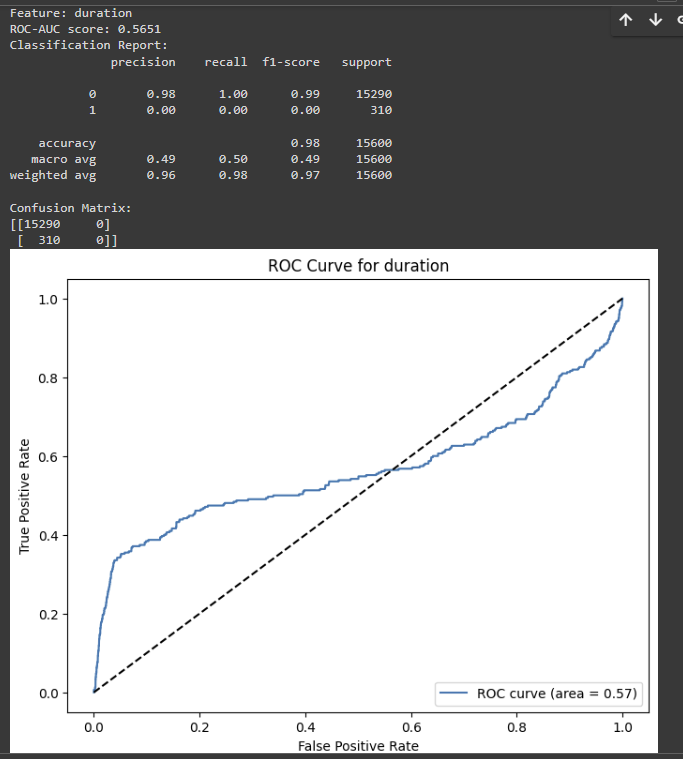 Feature: duration
ROC-AUC score: 0.5651
Classification Report:
precision recall f1-score support
0 0.98 1.00 0.99 15290
1 0.00 0.00 0.00 310
accuracy 0.98 15600
macro avg 0.49 0.50 0.49 15600
weighted avg 0.96 0.98 0.97 15600
Confusion Matrix:
[[15290 0]
[ 310 0]]
ROC Curve for duration
1.0
0.8
0.6
0.4
0.2
0.0
True Positive Rate
ROC curve (area = 0.57)
0.0 0.2 0.4 0.6 0.8 1.0
False Positive Rate